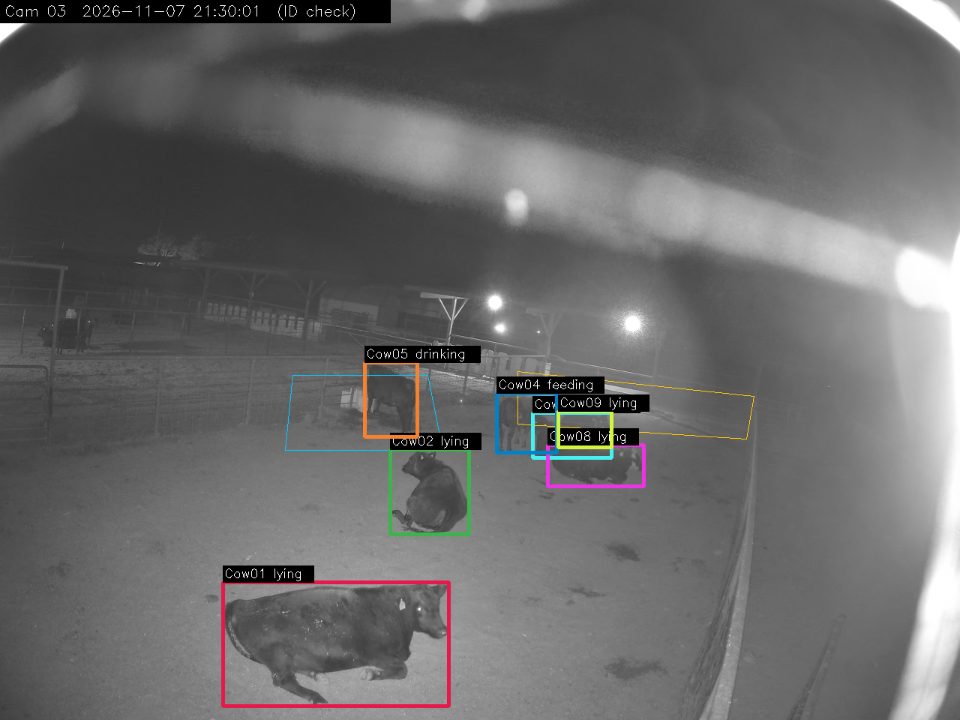 Cam 03  2026-11-07 21:30:01  (ID check)
Cow05 drinking
Cow04 feeding
Cow09 lying
Cow08 lying
Cow02 lying
Cow01 lying